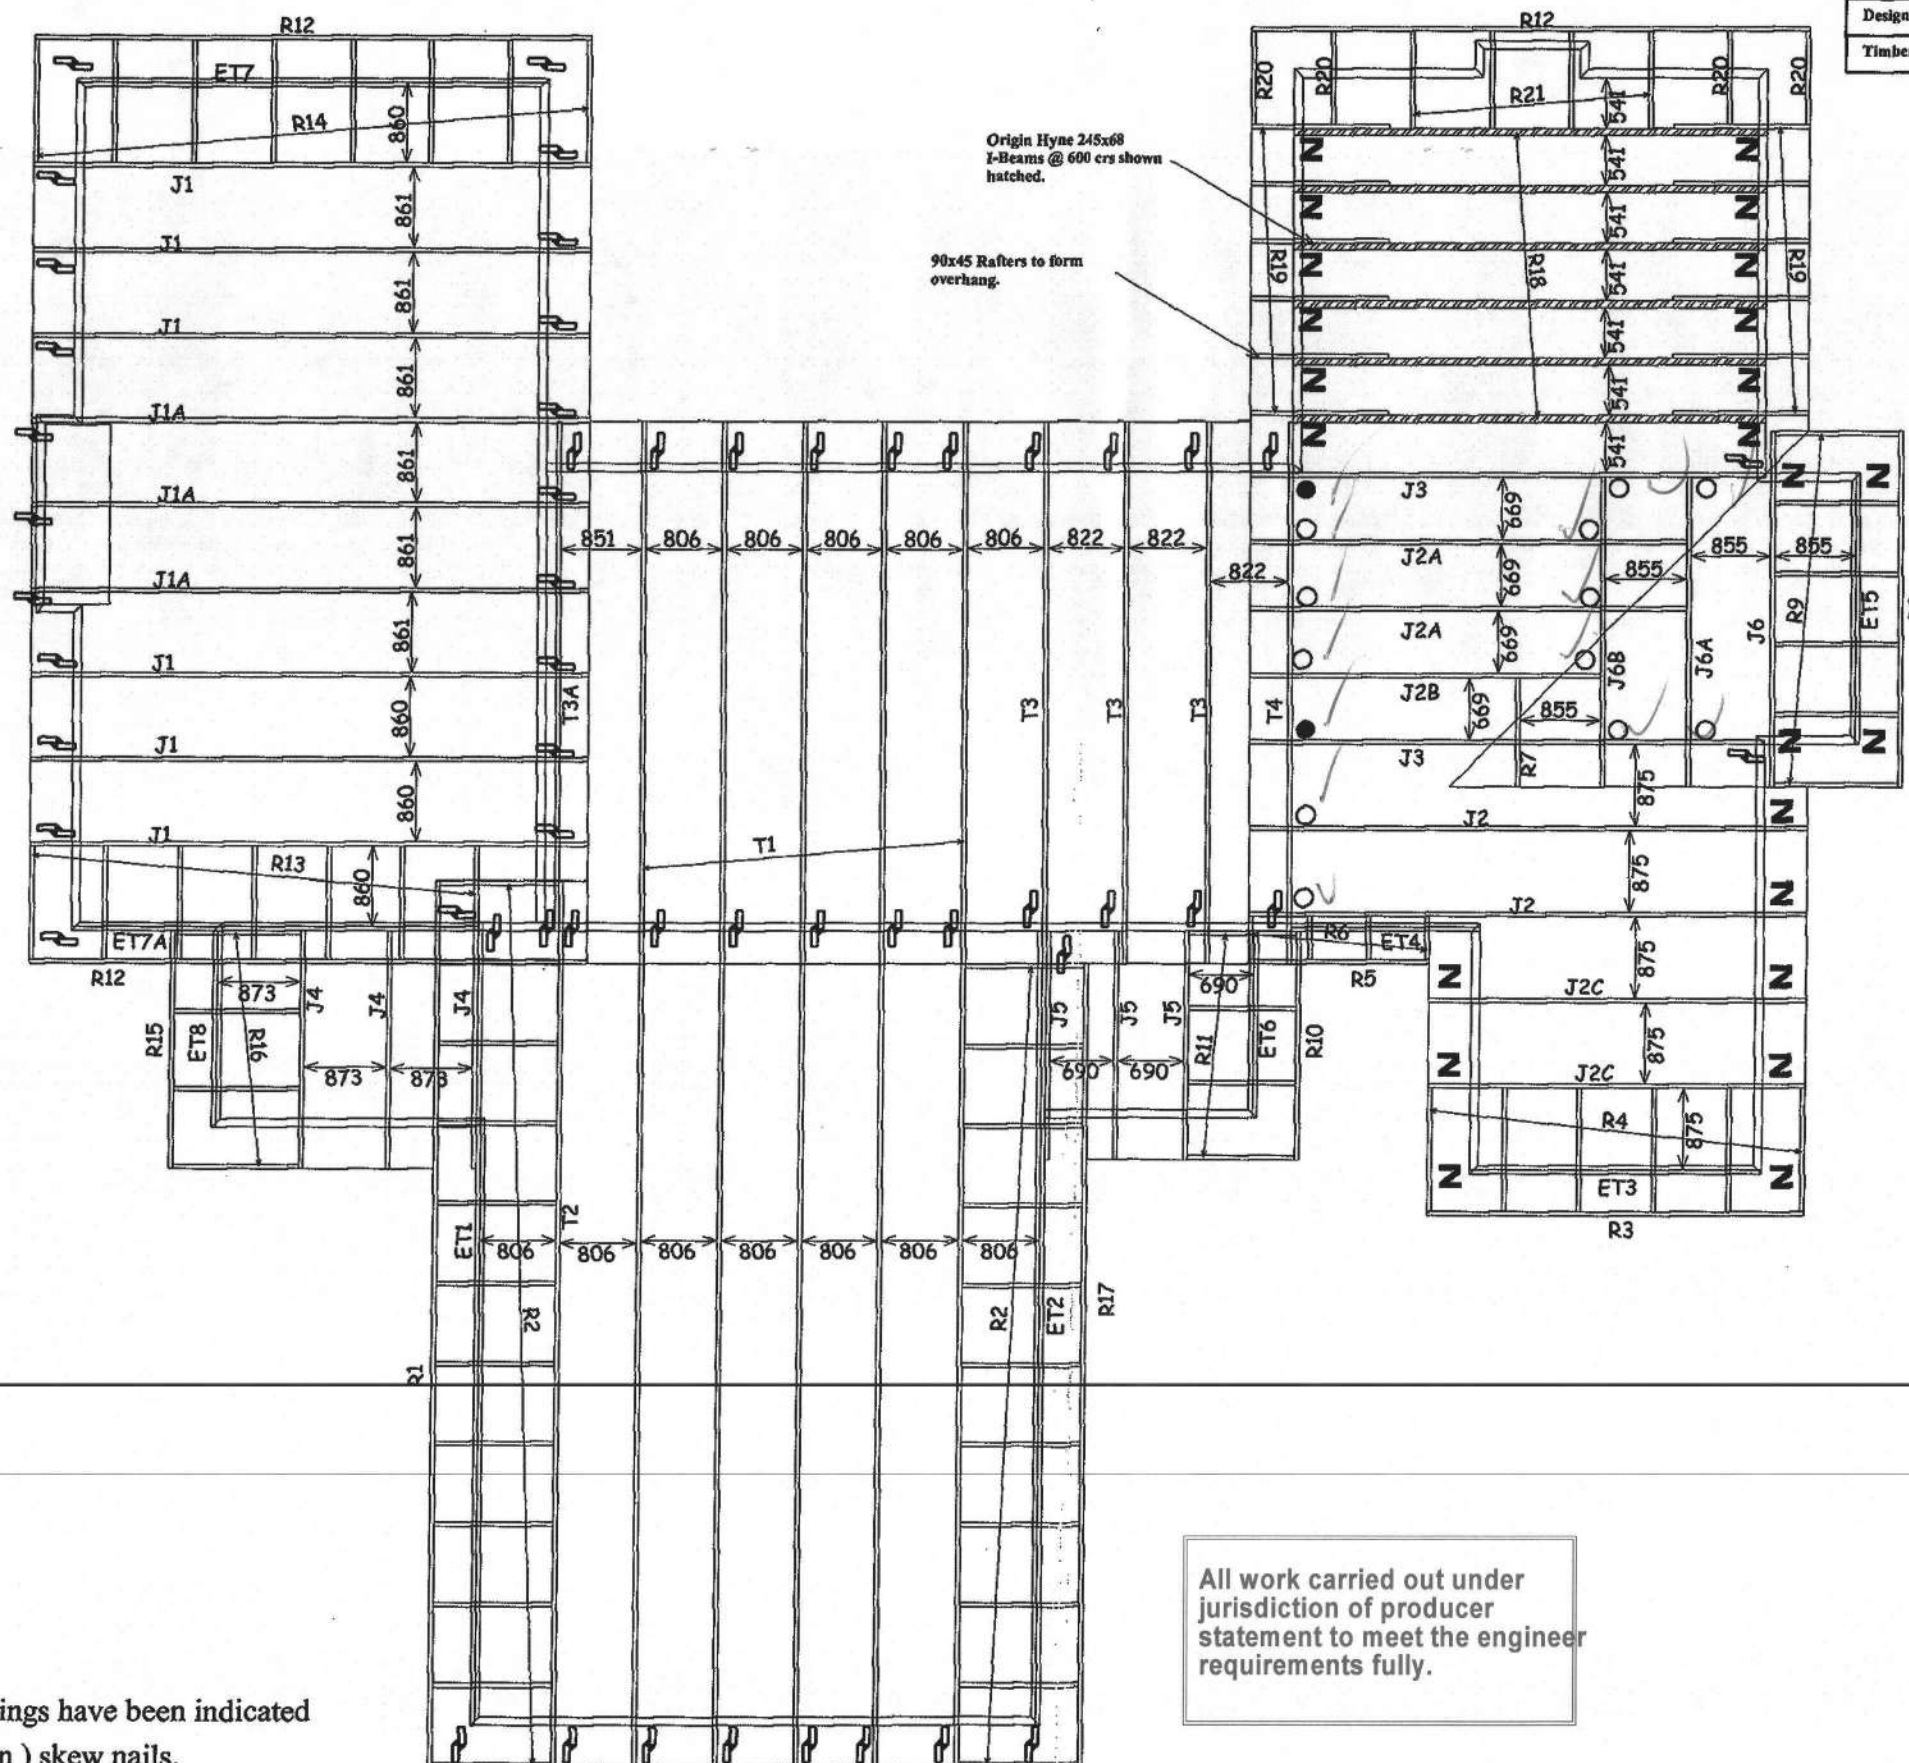 R12
ET7
R14
860
J1
861
J1
861
J1
861
J1A
861
J1A
861
J1A
861
J1
860
J1
860
J1
R13
860
ET7A
R12
873
J4
J4
J4
R15
ET8
R16
873
873
Origin Hyne 245x68
I-Beams @ 600 crs shown
hatched.
90x45 Rafters to form
overhang.
851
806
806
806
806
806
822
822
822
T3A
T3
T3
T3
T4
T1
R12
R20
R20
R20
R20
R21
541
N
N
541
N
N
541
R19
R18
R19
N
N
541
N
N
541
N
N
541
N
N
541
Design
Timbe
J3
669
J2A
669
855
J2A
669
J2B
669
855
J3
R7
J6B
J6A
J6
855
855
N
N
R9
ET5
N
N
875
J2
N
875
J2
N
R6
ET4
R5
875
N
J2C
N
875
N
J2C
N
R4
875
N
N
ET3
R3
690
J5
J5
J5
R11
ET6
R10
690
690
ET1
T2
806
806
806
806
806
806
806
R2
R2
ET2
R17
R1
All work carried out under
jurisdiction of producer
statement to meet the engineer
requirements fully.
ings have been indicated
n ) skew nails.